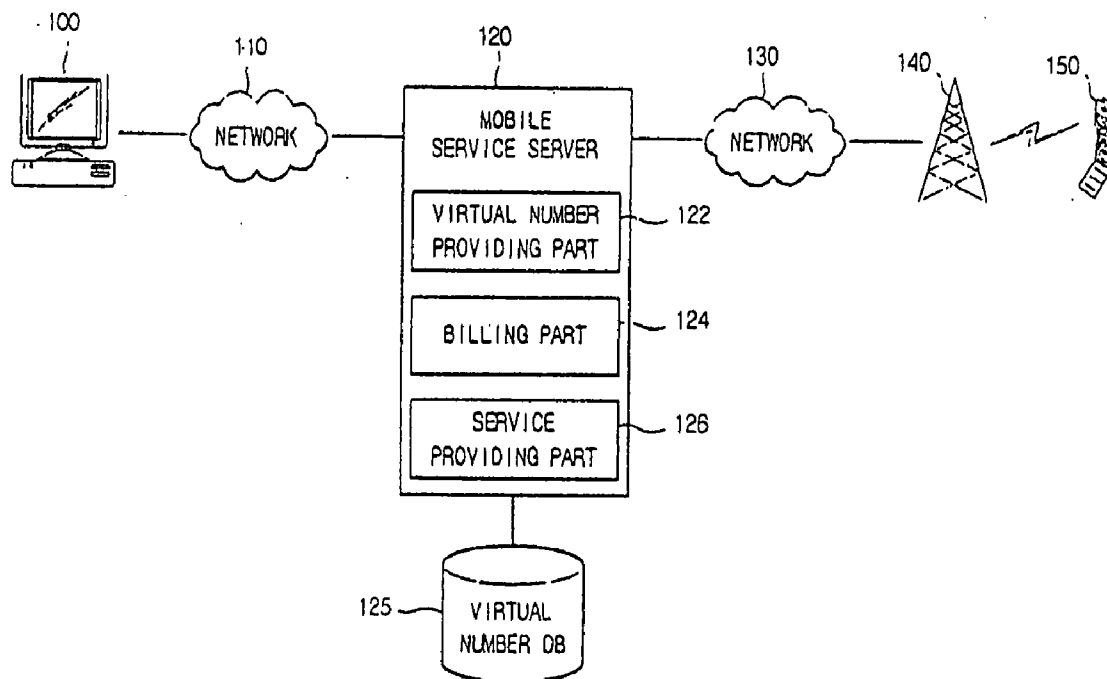 100
110
120
130
140
150
NETWORK
MOBILE
SERVICE SERVER
NETWORK
VIRTUAL NUMBER
PROVIDING PART
122
BILLING PART
124
SERVICE
PROVIDING PART
126
125
VIRTUAL
NUMBER DB